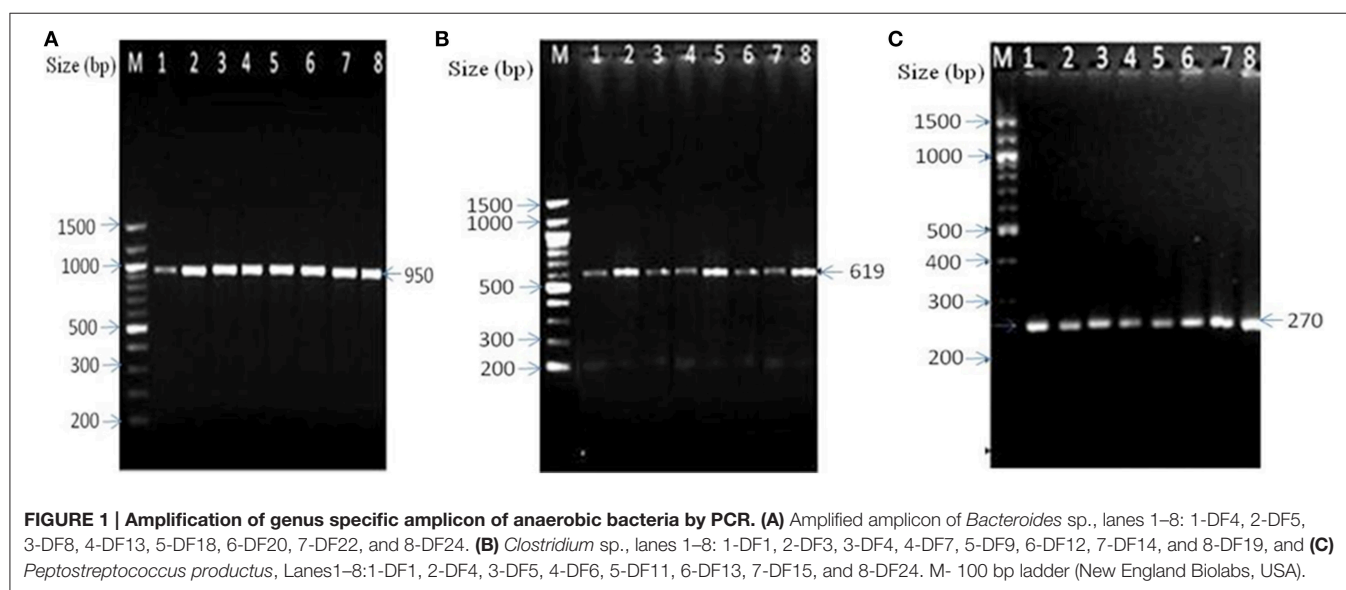 A
Size (bp) M 1 2 3 4 5 6 7 8
1500
1000
950
500
300
200
B
Size (bp) M 1 2 3 4 5 6 7 8
1500
1000
619
500
300
200
C
Size (bp) M 1 2 3 4 5 6 7 8
1500
1000
500
400
300
270
200
FIGURE 1 | Amplification of genus specific amplicon of anaerobic bacteria by PCR. (A) Amplified amplicon of Bacteroides sp., lanes 1–8: 1-DF4, 2-DF5,
3-DF8, 4-DF13, 5-DF18, 6-DF20, 7-DF22, and 8-DF24. (B) Clostridium sp., lanes 1–8: 1-DF1, 2-DF3, 3-DF4, 4-DF7, 5-DF9, 6-DF12, 7-DF14, and 8-DF19, and (C)
Peptostreptococcus productus, Lanes1–8:1-DF1, 2-DF4, 3-DF5, 4-DF6, 5-DF11, 6-DF13, 7-DF15, and 8-DF24. M- 100 bp ladder (New England Biolabs, USA).